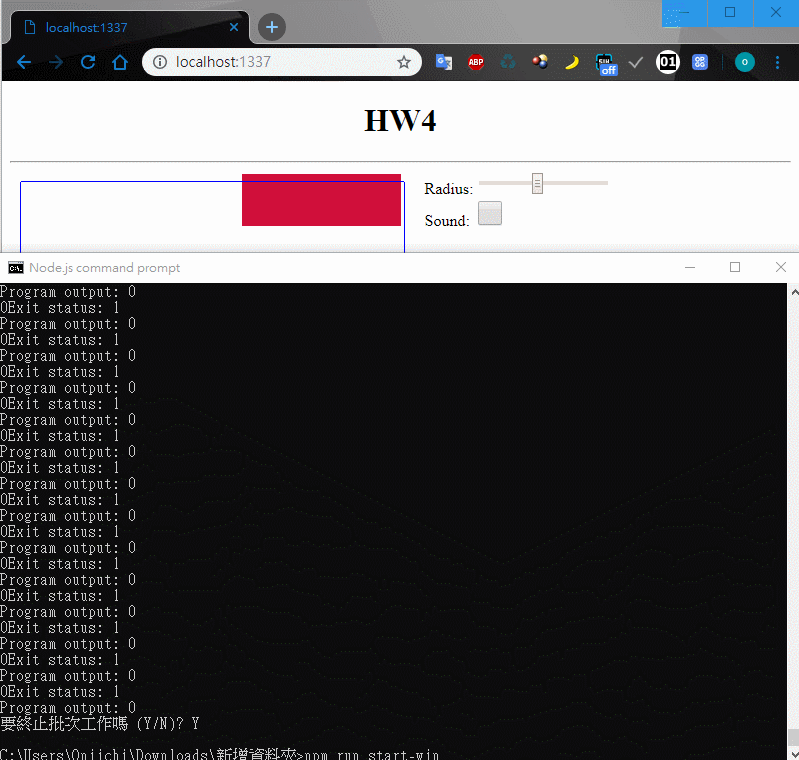 localhost:1337
localhost:1337
ABP
off
01
o
HW4
Radius:
Sound:
Node.js command prompt
Program output: 0
0Exit status: 1
Program output: 0
0Exit status: 1
Program output: 0
0Exit status: 1
Program output: 0
0Exit status: 1
Program output: 0
0Exit status: 1
Program output: 0
0Exit status: 1
Program output: 0
0Exit status: 1
Program output: 0
0Exit status: 1
Program output: 0
0Exit status: 1
Program output: 0
0Exit status: 1
Program output: 0
0Exit status: 1
Program output: 0
0Exit status: 1
Program output: 0
0Exit status: 1
Program output: 0
要終止批次工作嗎 (Y/N)? Y
C:\Users\Oniichi\Downloads\新增資料夾>npm run start-win